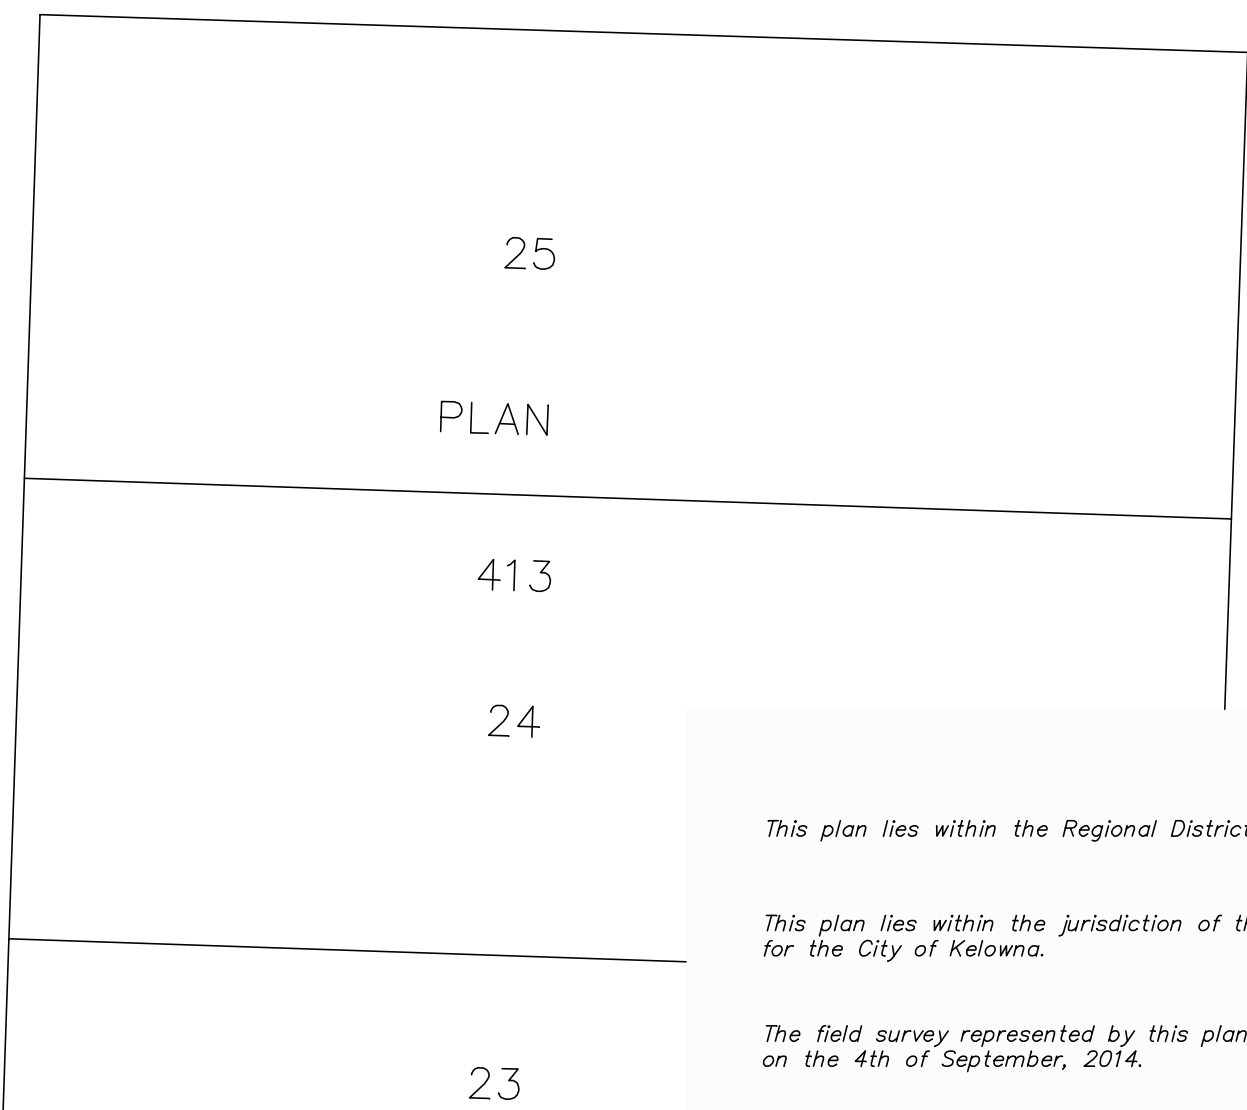 25
PLAN
413
24
This plan lies within the Regional District
This plan lies within the jurisdiction of
for the City of Kelowna.
The field survey represented by this plan
on the 4th of September, 2014.
23